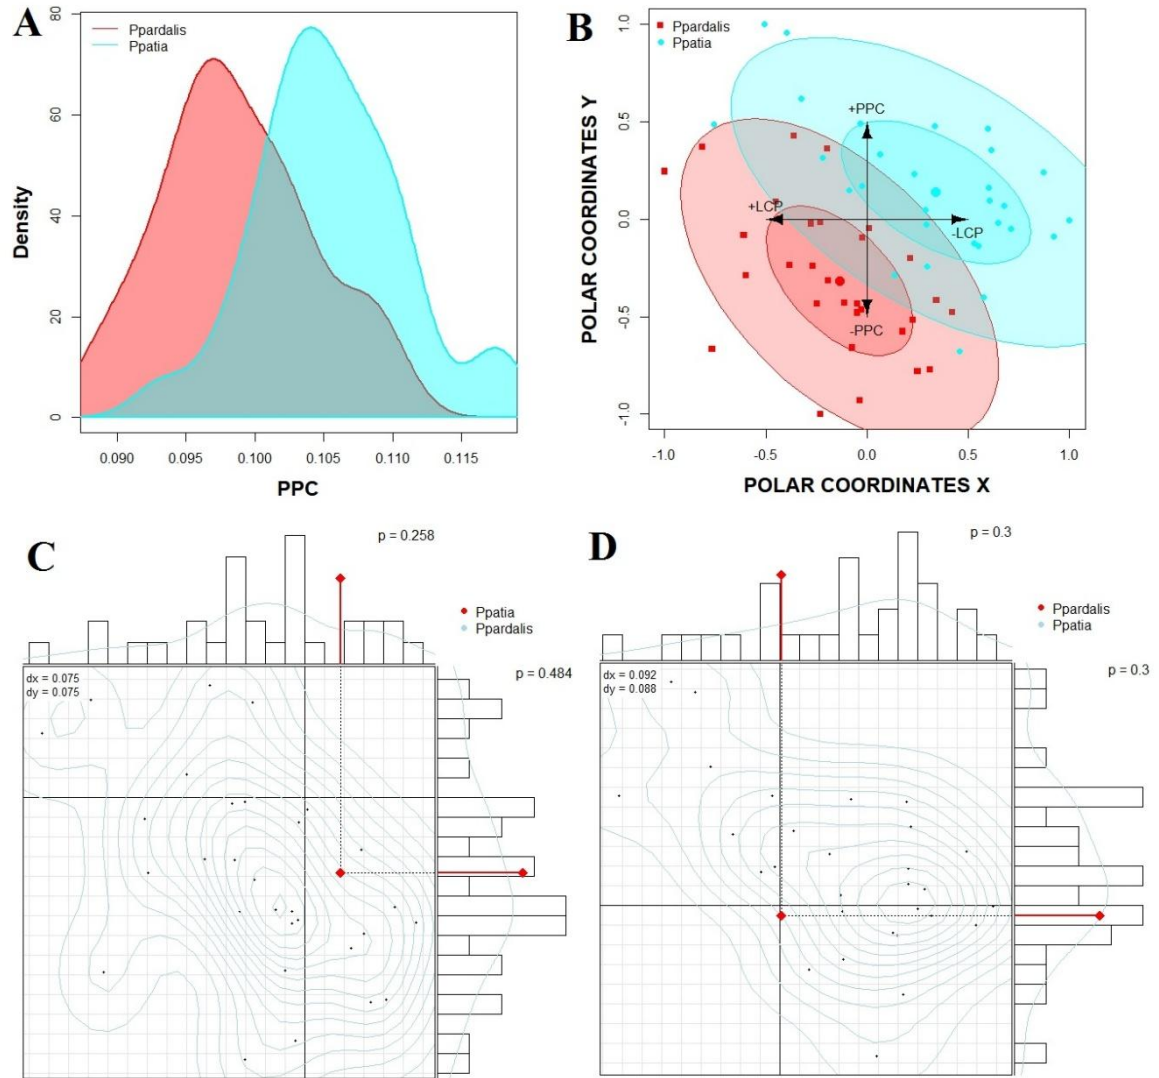 A
Ppardalis
Ppatia
Density
0
20
40
60
80
0.090
0.095
0.100
0.105
0.110
0.115
PPC
B
Ppardalis
Ppatia
POLAR COORDINATES Y
-1.0
-0.5
0.0
0.5
1.0
+PPC
+LCP
-LCP
-PPC
-1.0
-0.5
0.0
0.5
1.0
POLAR COORDINATES X
C
p = 0.258
Ppatia
Ppardalis
p = 0.484
dx = 0.075
dy = 0.075
D
p = 0.3
Ppardalis
Ppatia
p = 0.3
dx = 0.092
dy = 0.088